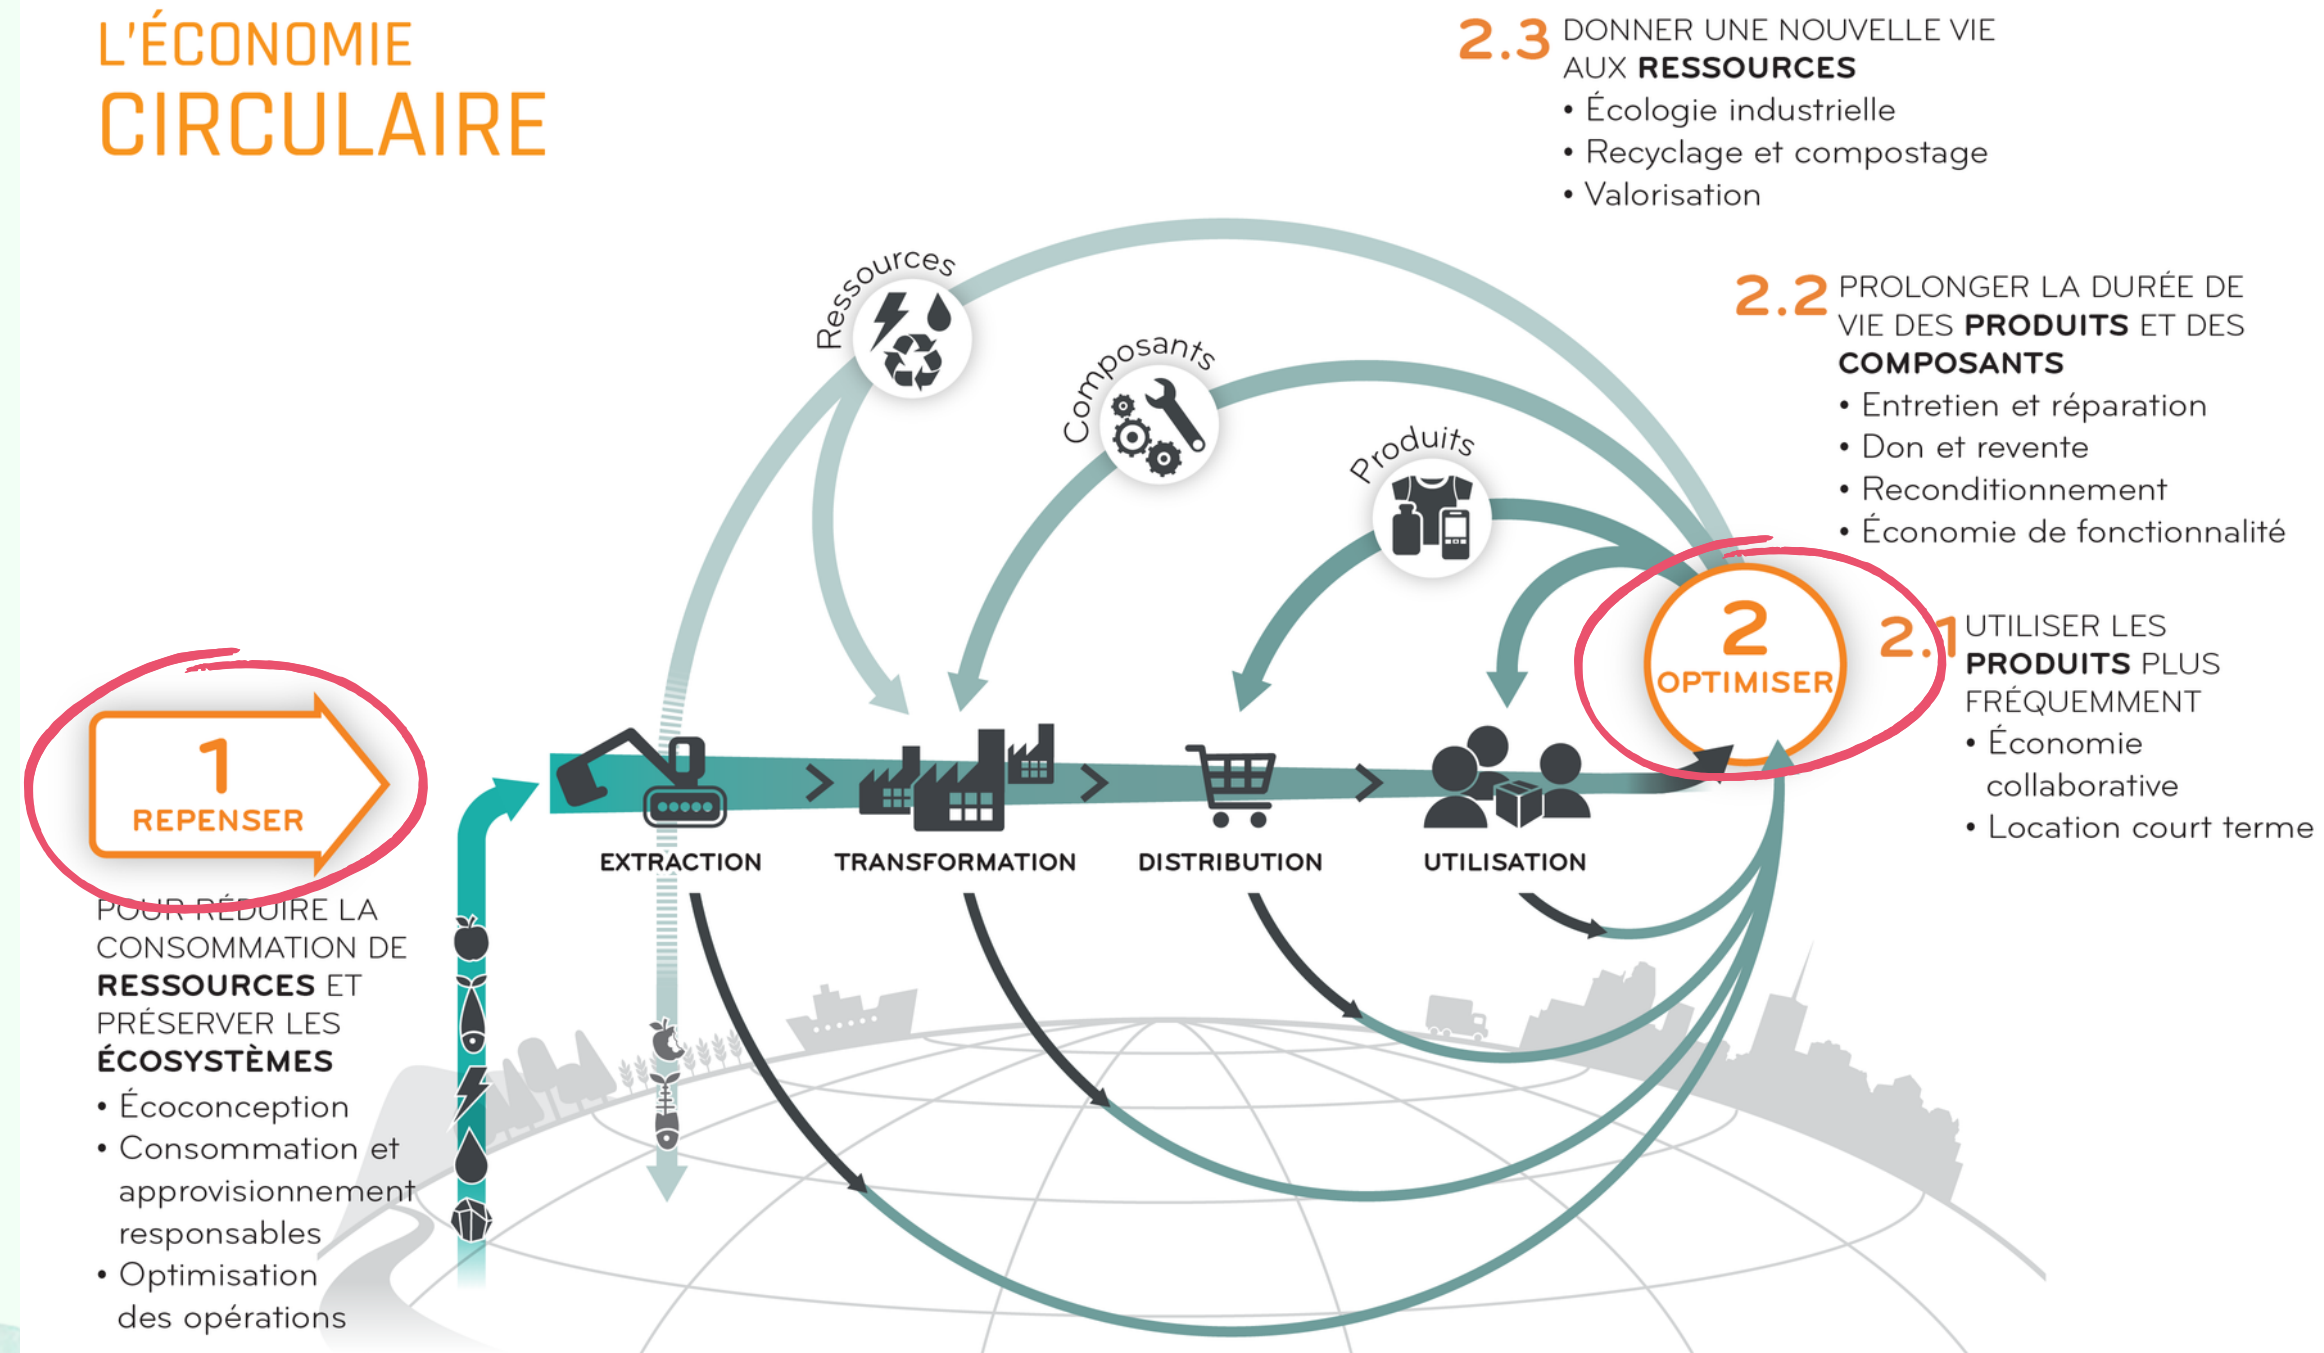 L'ÉCONOMIE
CIRCULAIRE
2.3 DONNER UNE NOUVELLE VIE
AUX RESSOURCES
• Écologie industrielle
• Recyclage et compostage
• Valorisation
2.2 PROLONGER LA DURÉE DE
VIE DES PRODUITS ET DES
COMPOSANTS
• Entretien et réparation
• Don et revente
• Reconditionnement
• Économie de fonctionnalité
2.1 UTILISER LES
PRODUITS PLUS
FRÉQUEMMENT
• Économie
collaborative
• Location court terme
Ressources
Composants
Produits
2
OPTIMISER
1
REPENSER
POUR RÉDUIRE LA
CONSOMMATION DE
RESSOURCES ET
PRÉSERVER LES
ÉCOSYSTÈMES
• Écoconception
• Consommation et
approvisionnement
responsables
• Optimisation
des opérations
EXTRACTION
TRANSFORMATION
DISTRIBUTION
UTILISATION